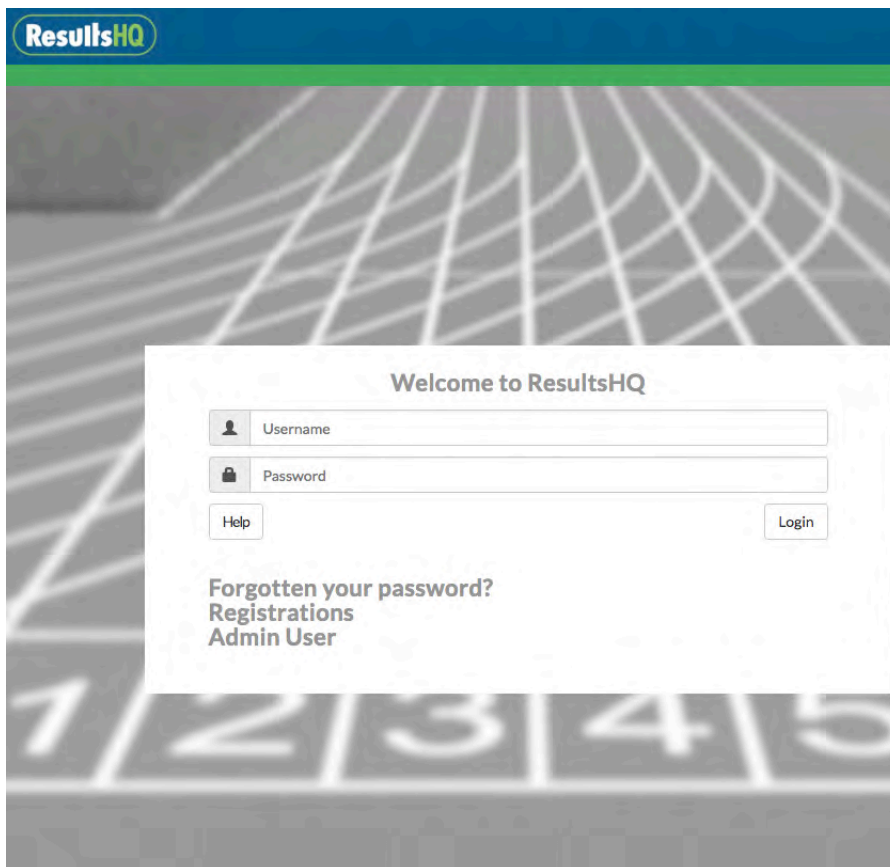 ResultsHQ
Welcome to ResultsHQ
Username
Password
Help
Login
Forgotten your password?
Registrations
Admin User
1 2 3 4 5